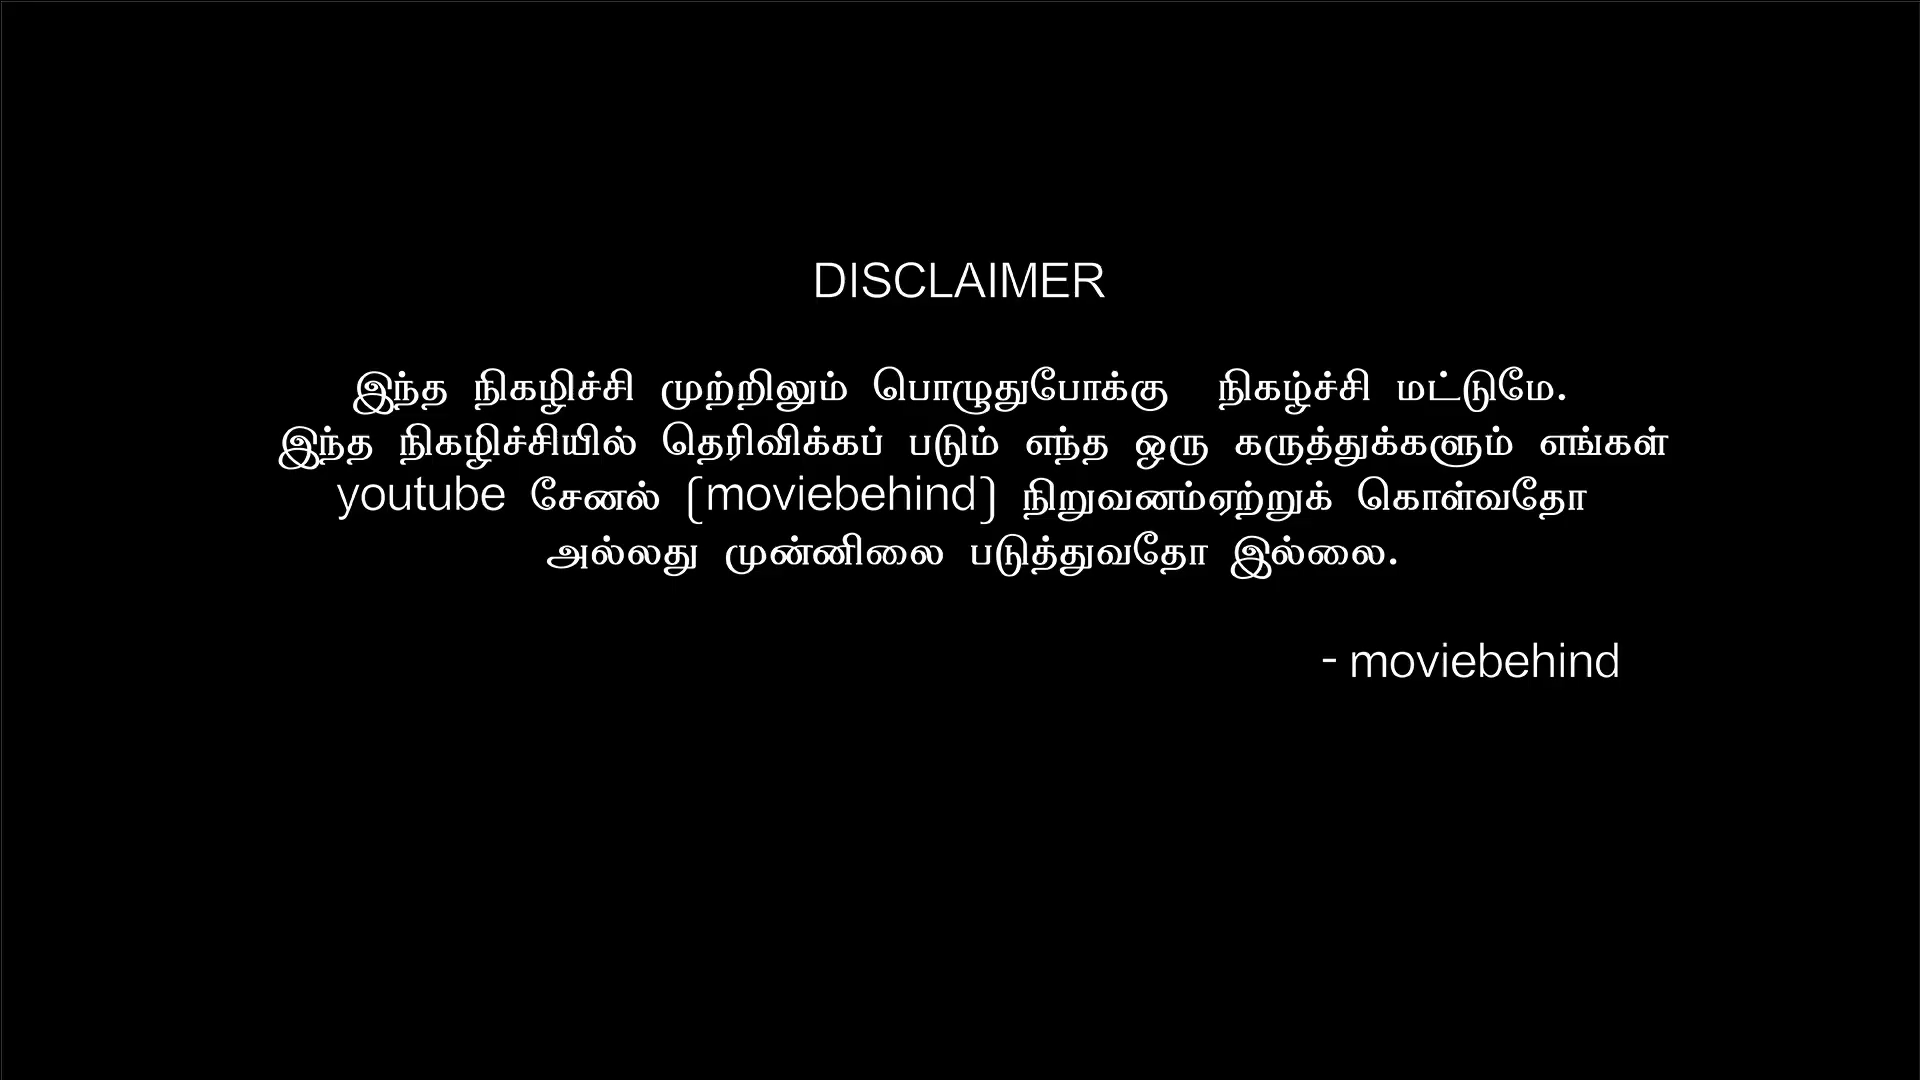 DISCLAIMER
இந்த நிகழிச்சி முற்றிலும் பொழுதுபோக்கு நிகழ்ச்சி மட்டுமே.
இந்த நிகழிச்சியில் தெரிவிக்கப் படும் எந்த ஒரு கருத்துக்களும் எங்கள்
youtube சேனல் (moviebehind) நிறுவனம்ஏற்றுக் கொள்வதோ
அல்லது முன்னிலை படுத்துவதோ இல்லை.
- moviebehind